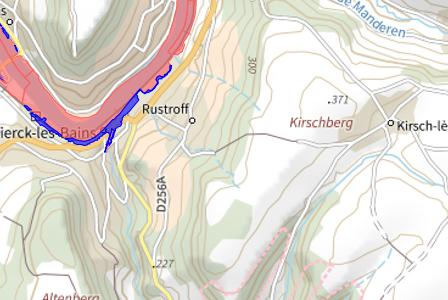 s
de Manderen
300
.371
Rustroff
Kirschberg
Kirsch-lè
ierck-les-Bains
D256A
.227
Altenberg